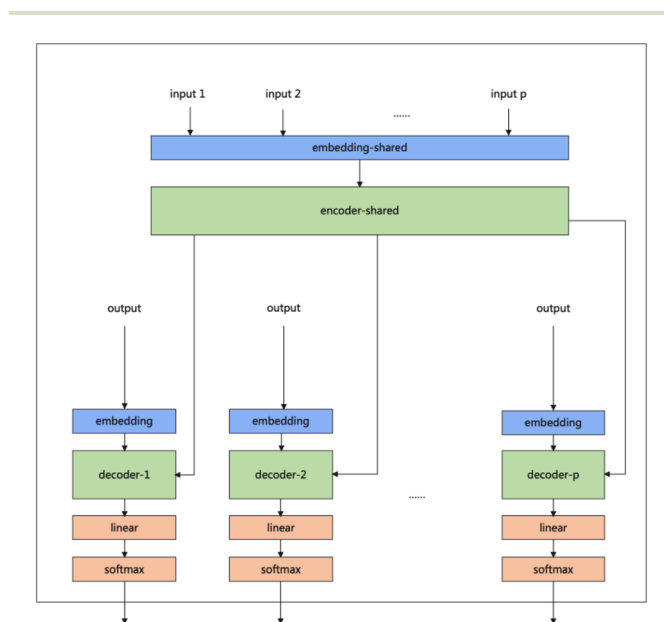 input 1 input 2 ...... input p
embedding-shared
encoder-shared
output output output
embedding embedding embedding
decoder-1 decoder-2 decoder-p
......
linear linear linear
softmax softmax softmax